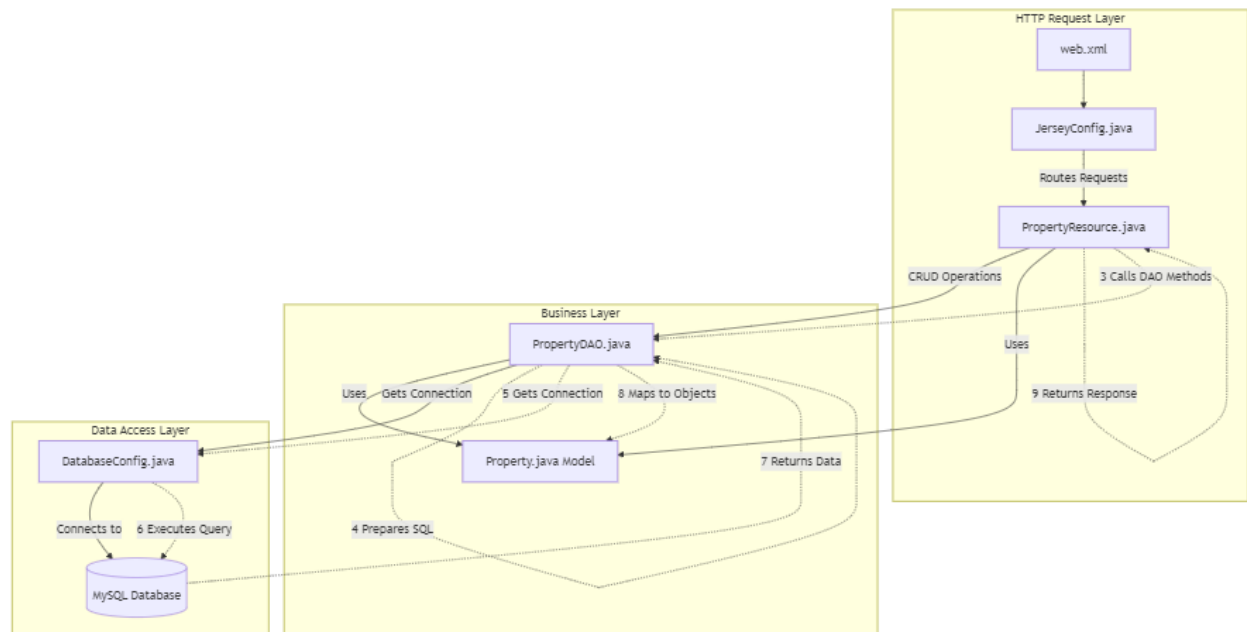 HTTP Request Layer
web.xml
JerseyConfig.java
Routes Requests
PropertyResource.java
CRUD Operations
3 Calls DAO Methods
Uses
9 Returns Response
Business Layer
PropertyDAO.java
Uses
Gets Connection
5 Gets Connection
8 Maps to Objects
Property.java Model
7 Returns Data
4 Prepares SQL
Data Access Layer
DatabaseConfig.java
Connects to
6 Executes Query
MySQL Database